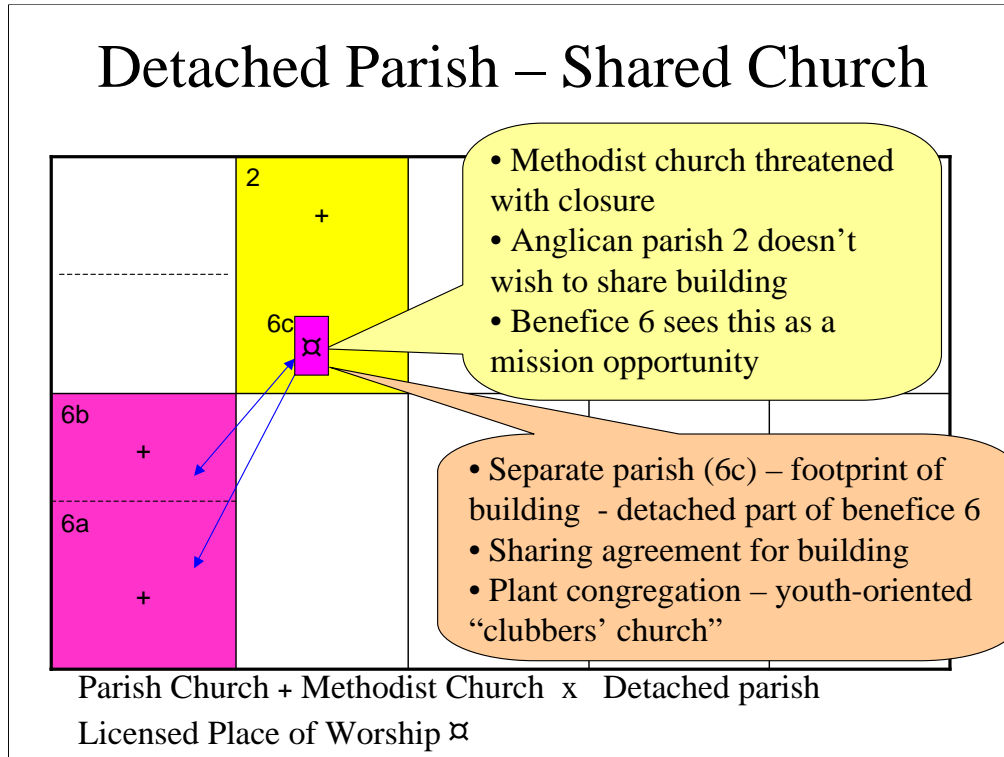 Detached Parish – Shared Church
2
+
6c
¤
• Methodist church threatened
with closure
• Anglican parish 2 doesn't
wish to share building
• Benefice 6 sees this as a
mission opportunity
6b
+
6a
+
• Separate parish (6c) – footprint of
building - detached part of benefice 6
• Sharing agreement for building
• Plant congregation – youth-oriented
“clubbers’ church”
Parish Church + Methodist Church x Detached parish
Licensed Place of Worship ¤